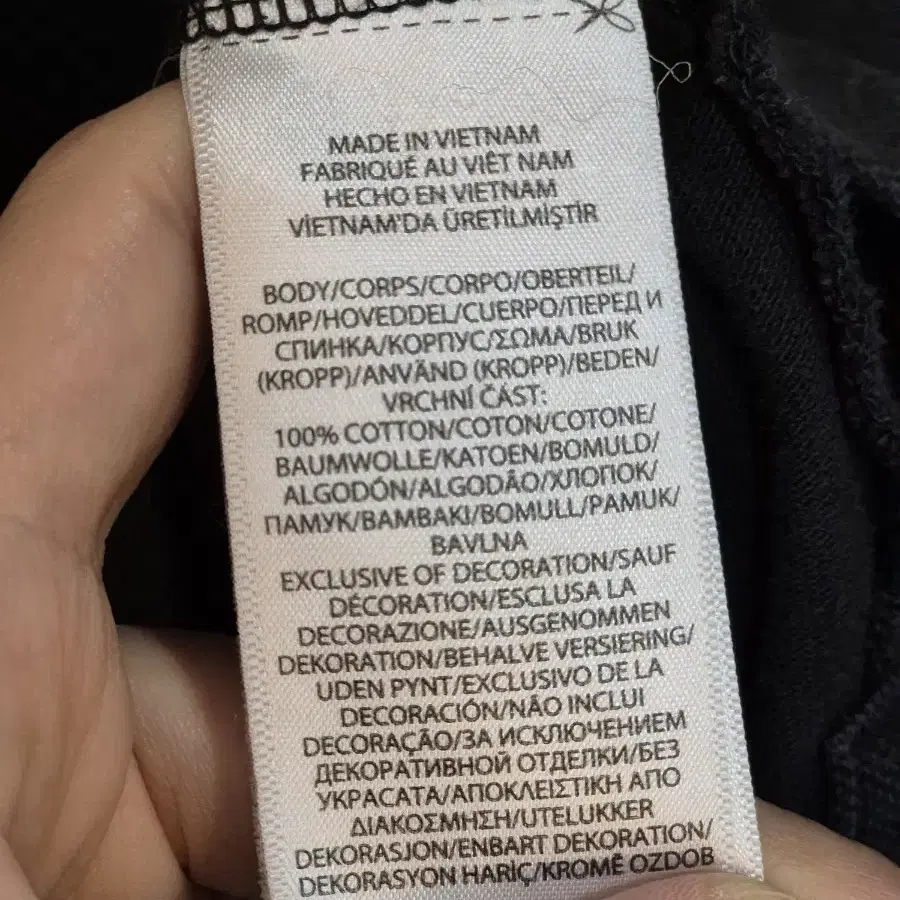 MADE IN VIETNAM
FABRIQUÉ AU VIÊT NAM
HECHO EN VIETNAM
VİETNAM'DA ÜRETİLMİŞTİR
BODY/CORPS/CORPO/OBERTEIL/
ROMP/HOVEDDEL/CUERPO/ПЕРЕД И
СПИНКА/КОРПУС/ΣΩΜΑ/BRUK
(KROPP)/ANVÄND (KROPP)/BEDEN/
VRCHNÍ ČÁST:
100% COTTON/COTON/COTONE/
BAUMWOLLE/KATOEN/BOMULD/
ALGODÓN/ALGODÃO/ХЛОПОК/
ПАМУК/ΒΑΜΒΑΚΙ/BOMULL/PAMUK/
BAVLNA
EXCLUSIVE OF DECORATION/SAUF
DÉCORATION/ESCLUSA LA
DECORAZIONE/AUSGENOMMEN
DEKORATION/BEHALVE VERSIERING/
UDEN PYNT/EXCLUSIVO DE LA
DECORACIÓN/NÃO INCLUI
DECORAÇÃO/ЗА ИСКЛЮЧЕНИЕМ
ДЕКОРАТИВНОЙ ОТДЕЛКИ/БЕЗ
УКРАСАТА/ΑΠΟΚΛΕΙΣΤΙΚΗ ΑΠΟ
ΔΙΑΚΟΣΜΗΣΗ/UTELUKKER
DEKORASJON/ENBART DEKORATION/
DEKORASYON HARİÇ/KROMĚ OZDOB